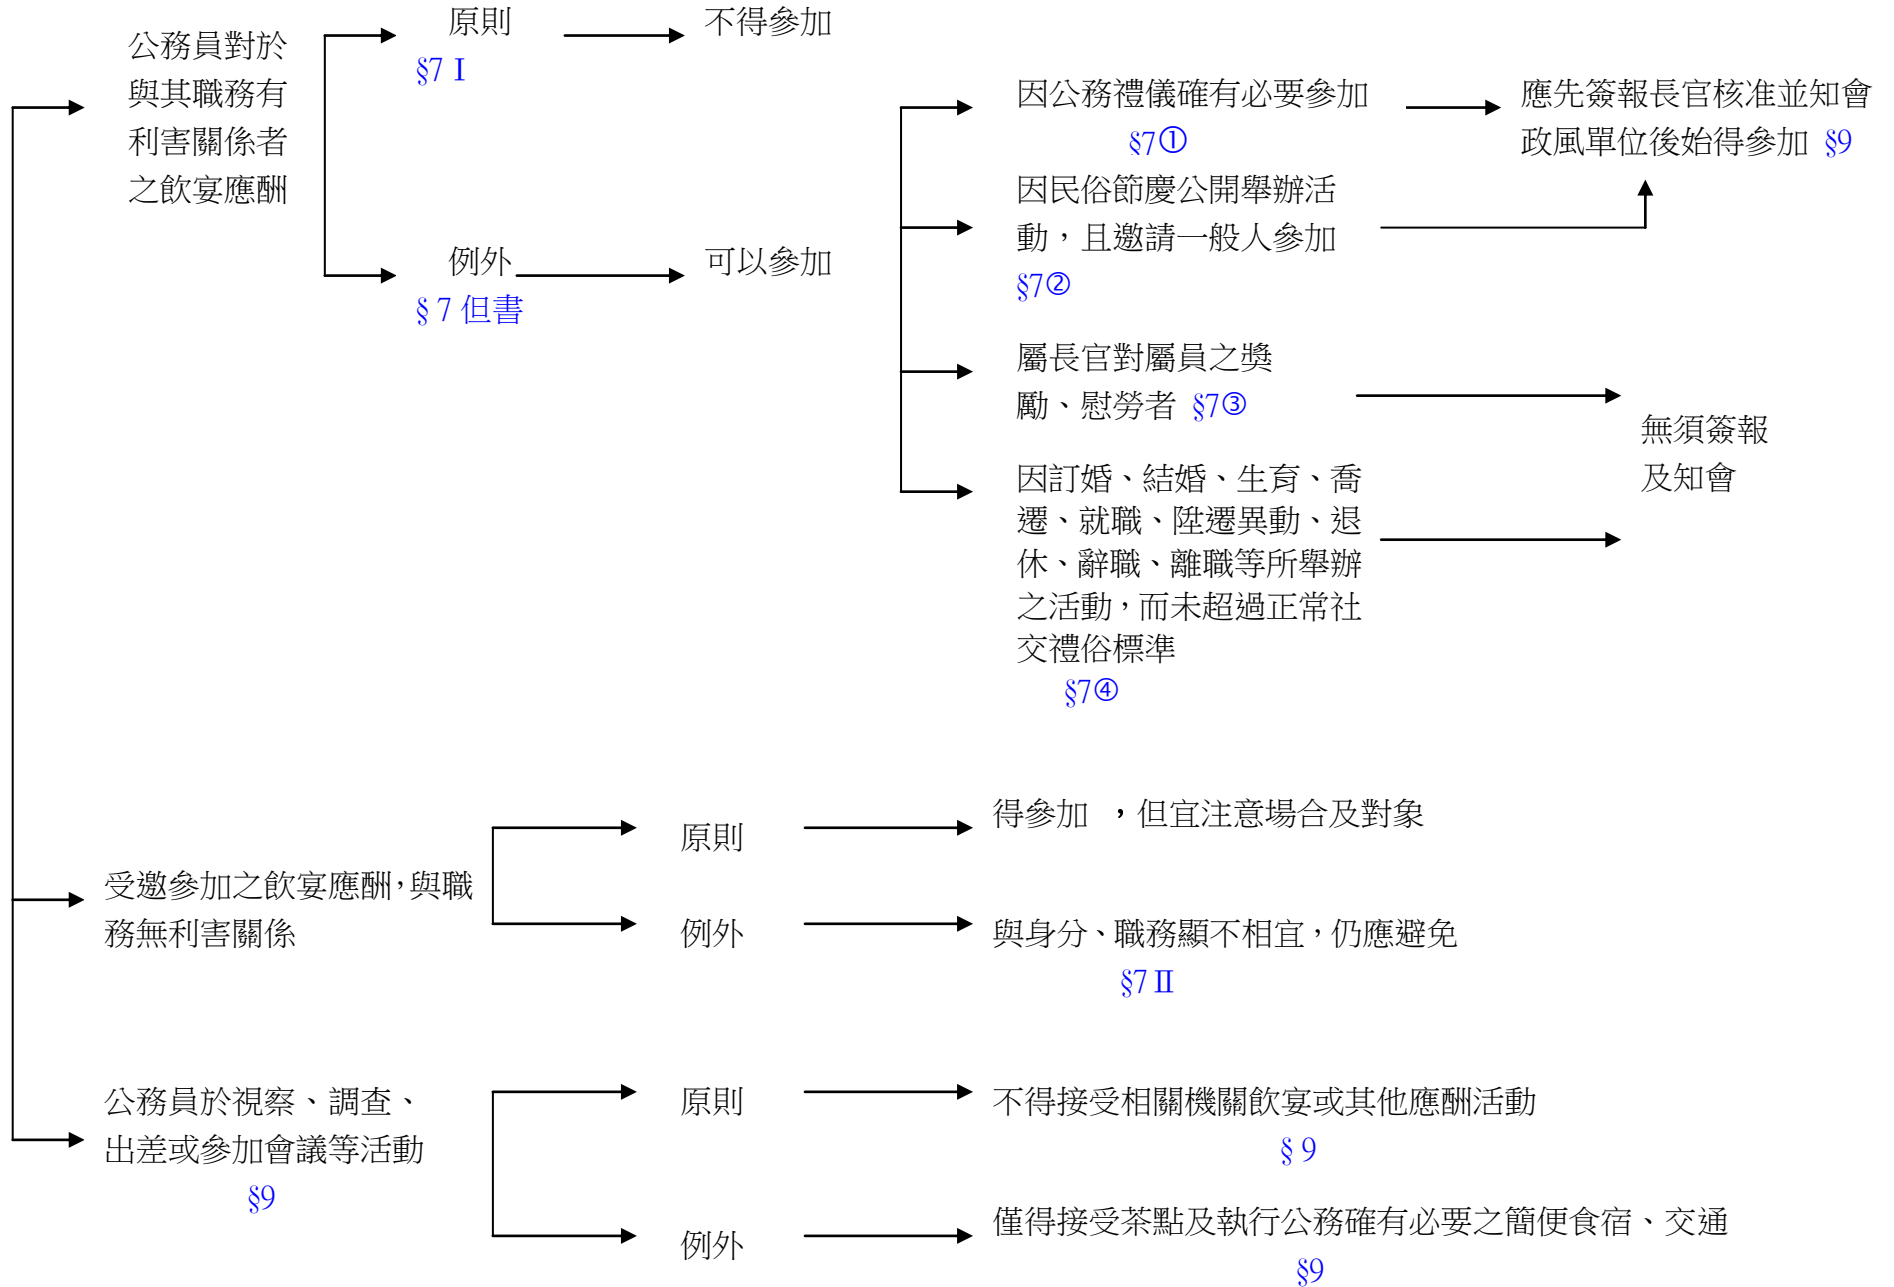 公務員對於
與其職務有
利害關係者
之飲宴應酬
原則
§7 Ⅰ
不得參加
例外
§ 7 但書
可以參加
因公務禮儀確有必要參加
§7①
應先簽報長官核准並知會
政風單位後始得參加 §9
因民俗節慶公開舉辦活
動，且邀請一般人參加
§7②
屬長官對屬員之獎
勵、慰勞者 §7③
無須簽報
及知會
因訂婚、結婚、生育、喬
遷、就職、陞遷異動、退
休、辭職、離職等所舉辦
之活動，而未超過正常社
交禮俗標準
§7④
受邀參加之飲宴應酬，與職
務無利害關係
原則
得參加 ，但宜注意場合及對象
例外
與身分、職務顯不相宜，仍應避免
§7 Ⅱ
公務員於視察、調查、
出差或參加會議等活動
§9
原則
不得接受相關機關飲宴或其他應酬活動
§ 9
例外
僅得接受茶點及執行公務確有必要之簡便食宿、交通
§9